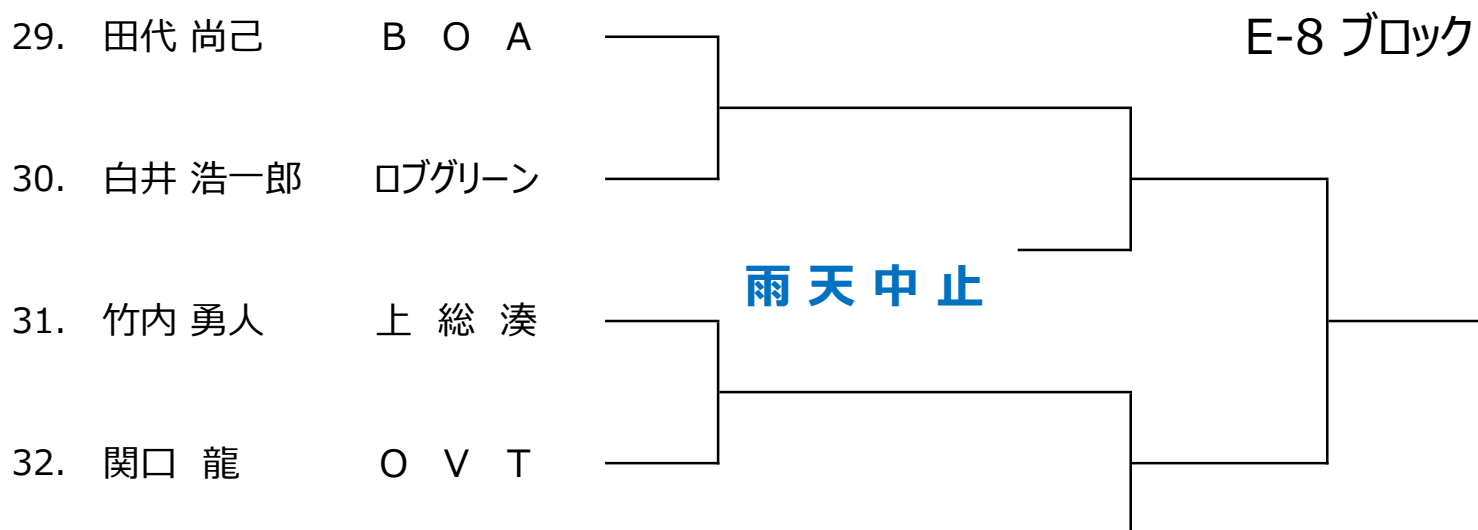 E-8 ブロック
29. 田代 尚己 B O A
30. 白井 浩一郎 ロブグリーン
雨 天 中 止
31. 竹内 勇人 上 総 湊
32. 関口 龍 O V T